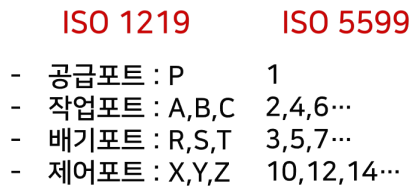 ISO 1219 ISO 5599
- 공급포트 : P 1
- 작업포트 : A,B,C 2,4,6…
- 배기포트 : R,S,T 3,5,7…
- 제어포트 : X,Y,Z 10,12,14…